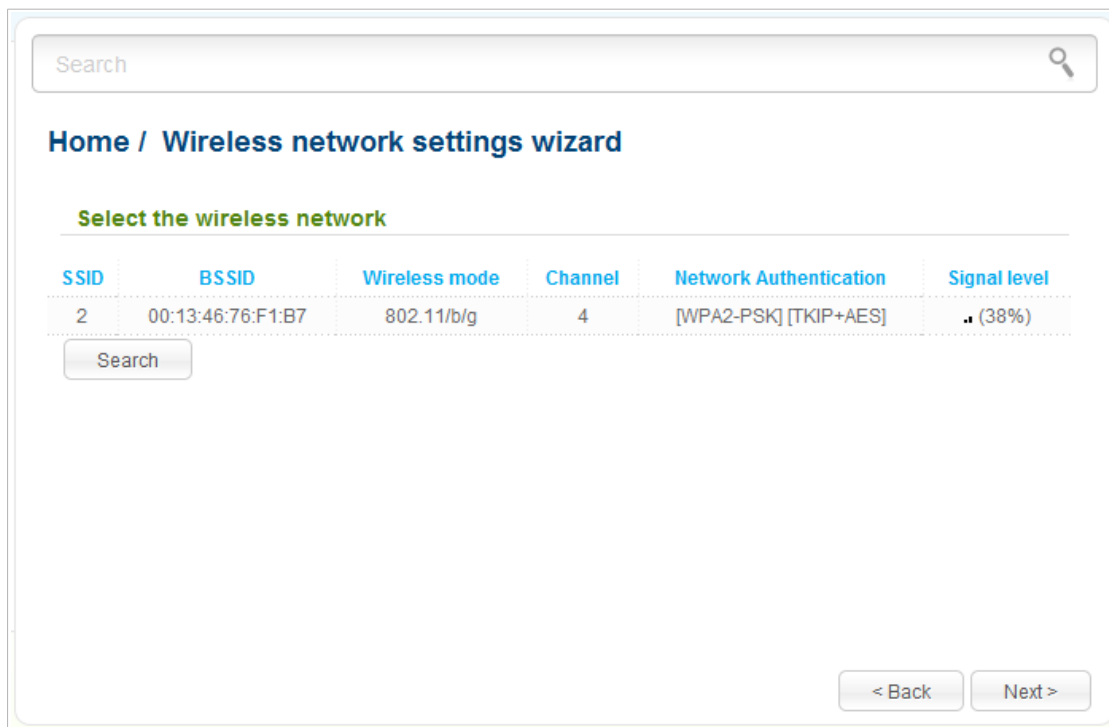 Search
Home / Wireless network settings wizard
Select the wireless network
SSID BSSID Wireless mode Channel Network Authentication Signal level
2 00:13:46:76:F1:B7 802.11/b/g 4 [WPA2-PSK] [TKIP+AES] (38%)
Search
< Back Next >